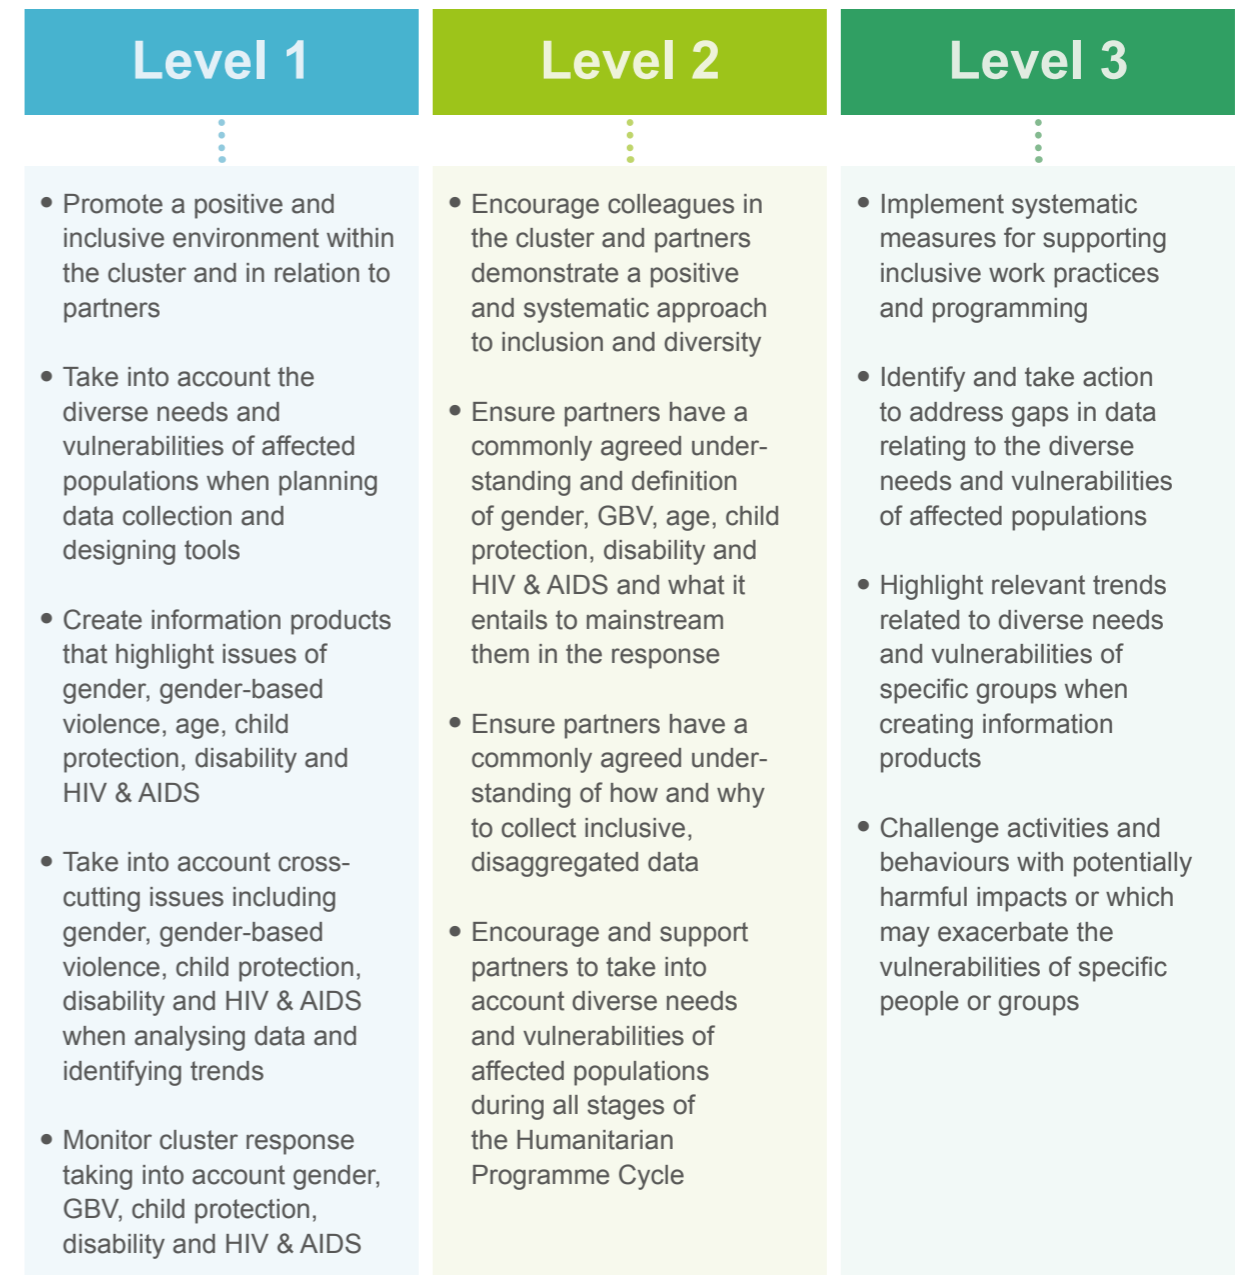 Level 1
• Promote a positive and
inclusive environment within
the cluster and in relation to
partners
• Take into account the
diverse needs and
vulnerabilities of affected
populations when planning
data collection and
designing tools
• Create information products
that highlight issues of
gender, gender-based
violence, age, child
protection, disability and
HIV & AIDS
• Take into account cross-
cutting issues including
gender, gender-based
violence, child protection,
disability and HIV & AIDS
when analysing data and
identifying trends
• Monitor cluster response
taking into account gender,
GBV, child protection,
disability and HIV & AIDS
Level 2
• Encourage colleagues in
the cluster and partners
demonstrate a positive
and systematic approach
to inclusion and diversity
• Ensure partners have a
commonly agreed under-
standing and definition
of gender, GBV, age, child
protection, disability and
HIV & AIDS and what it
entails to mainstream
them in the response
• Ensure partners have a
commonly agreed under-
standing of how and why
to collect inclusive,
disaggregated data
• Encourage and support
partners to take into
account diverse needs
and vulnerabilities of
affected populations
during all stages of
the Humanitarian
Programme Cycle
Level 3
• Implement systematic
measures for supporting
inclusive work practices
and programming
• Identify and take action
to address gaps in data
relating to the diverse
needs and vulnerabilities
of affected populations
• Highlight relevant trends
related to diverse needs
and vulnerabilities of
specific groups when
creating information
products
• Challenge activities and
behaviours with potentially
harmful impacts or which
may exacerbate the
vulnerabilities of specific
people or groups